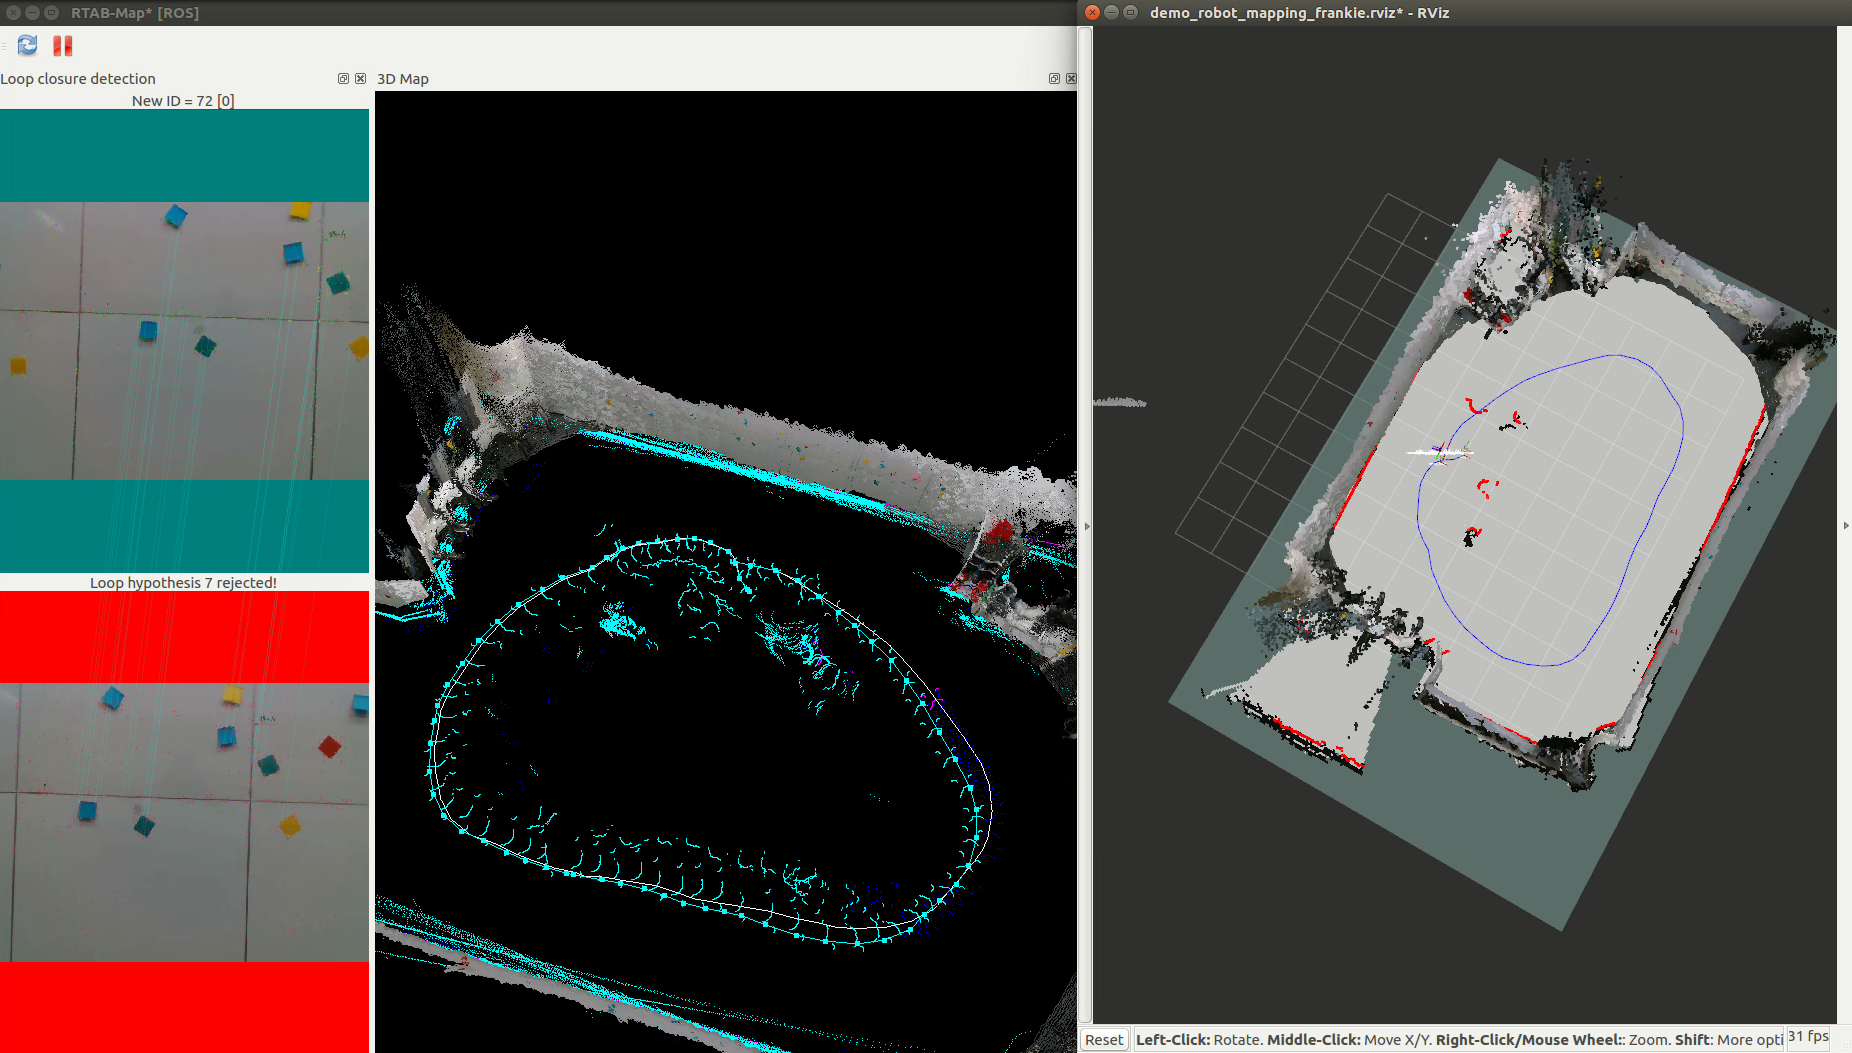 RTAB-Map* [ROS]
demo_robot_mapping_frankie.rviz* - RViz
Loop closure detection
3D Map
New ID = 72 [0]
Loop hypothesis 7 rejected!
Reset
Left-Click: Rotate. Middle-Click: Move X/Y. Right-Click/Mouse Wheel:: Zoom. Shift: More opti
31 fps